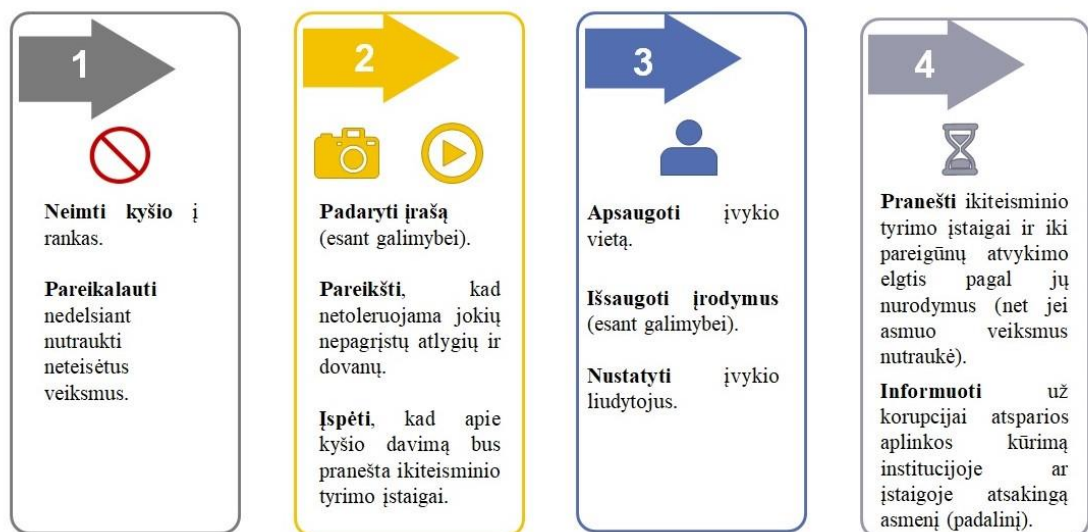 1
Neimti kyšio į
rankas.
Pareikalauti
nedelsiant
nutraukti
neteisėtus
veiksmus.
2
Padaryti įrašą
(esant galimybei).
Pareikšti, kad
netoleruojama jokių
nepagrįstų atlygių ir
dovanų.
Įspėti, kad apie
kyšio davimą bus
pranešta ikiteisminio
tyrimo įstaigai.
3
Apsaugoti įvykio
vietą.
Išsaugoti įrodymus
(esant galimybei).
Nustatyti įvykio
liudytojus.
4
Pranešti ikiteisminio
tyrimo įstaigai ir iki
pareigūnų atvykimo
elgtis pagal jų
nurodymus (net jei
asmuo veiksmus
nutraukė).
Informuoti už
korupcijai atsparios
aplinkos kūrimą
institucijoje ar
įstaigoje atsakingą
asmenį (padalinį).